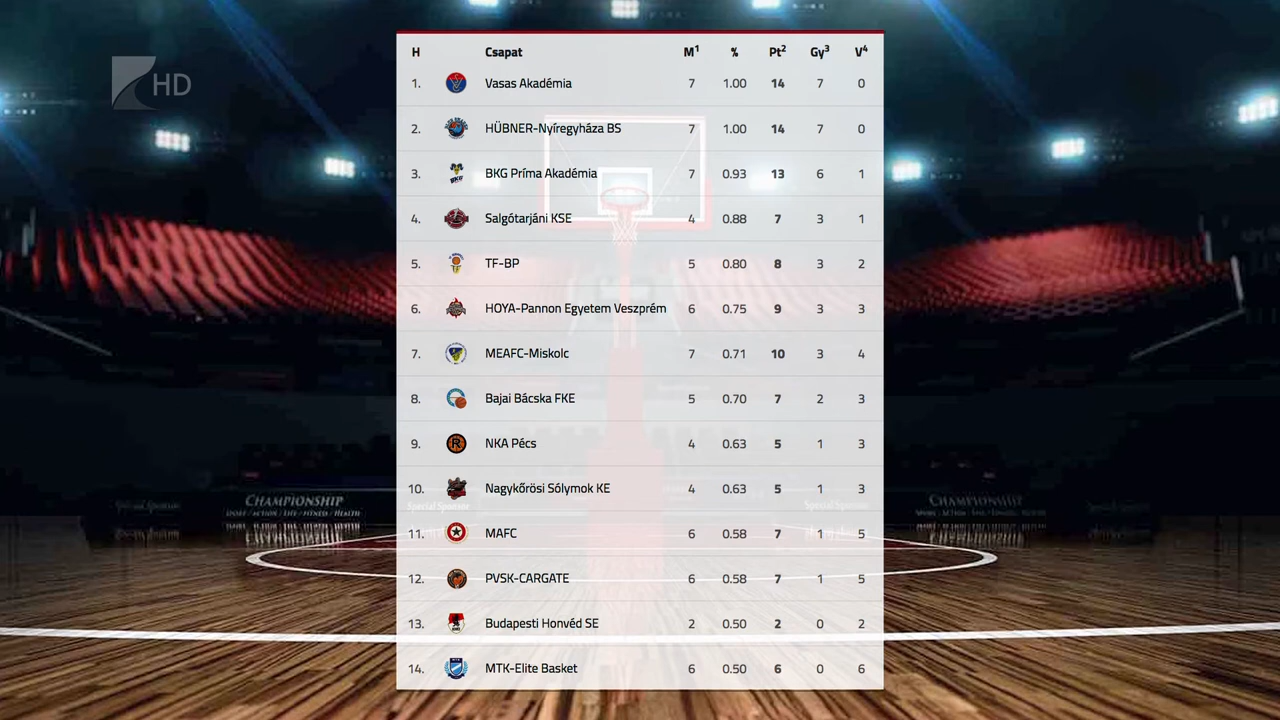 HD
H Csapat M¹ % Pt² Gy³ V⁴
1. Vasas Akadémia 7 1.00 14 7 0
2. HÜBNER-Nyíregyháza BS 7 1.00 14 7 0
3. BKG Príma Akadémia 7 0.93 13 6 1
4. Salgótarjáni KSE 4 0.88 7 3 1
5. TF-BP 5 0.80 8 3 2
6. HOYA-Pannon Egyetem Veszprém 6 0.75 9 3 3
7. MEAFC-Miskolc 7 0.71 10 3 4
8. Bajai Bácska FKE 5 0.70 7 2 3
9. NKA Pécs 4 0.63 5 1 3
10. Nagykőrösi Sólymok KE 4 0.63 5 1 3
Special Sponsor CHAMPIONSHIP Special Sponsor Special Spons CHAMPIONSHIP
11. MAFC 6 0.58 7 1 5
12. PVSK-CARGATE 6 0.58 7 1 5
13. Budapesti Honvéd SE 2 0.50 2 0 2
14. MTK-Elite Basket 6 0.50 6 0 6